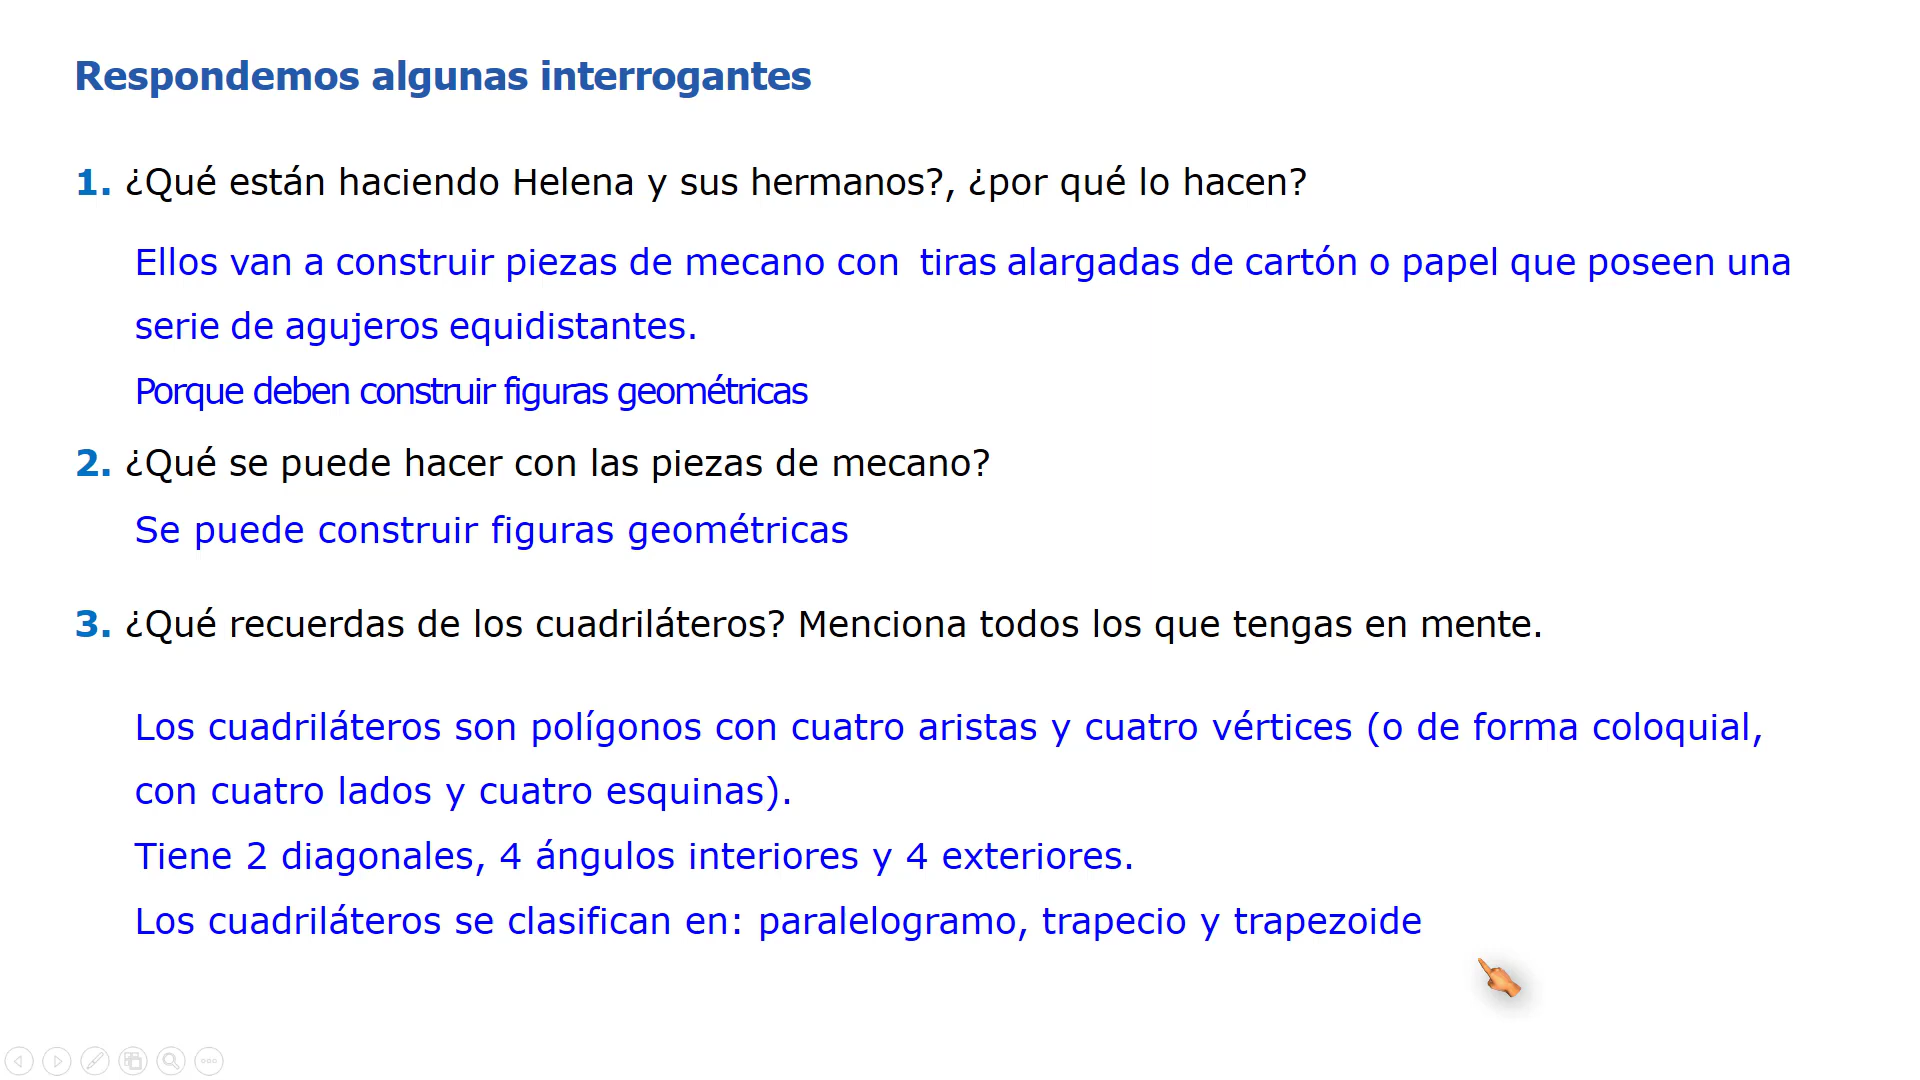 Respondemos algunas interrogantes
1. ¿Qué están haciendo Helena y sus hermanos?, ¿por qué lo hacen?
Ellos van a construir piezas de mecano con tiras alargadas de cartón o papel que poseen una
serie de agujeros equidistantes.
Porque deben construir figuras geométricas
2. ¿Qué se puede hacer con las piezas de mecano?
Se puede construir figuras geométricas
3. ¿Qué recuerdas de los cuadriláteros? Menciona todos los que tengas en mente.
Los cuadriláteros son polígonos con cuatro aristas y cuatro vértices (o de forma coloquial,
con cuatro lados y cuatro esquinas).
Tiene 2 diagonales, 4 ángulos interiores y 4 exteriores.
Los cuadriláteros se clasifican en: paralelogramo, trapecio y trapezoide